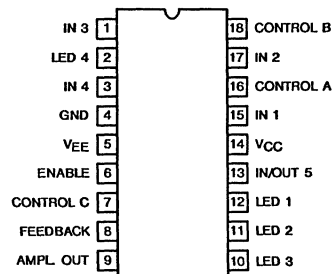 IN 3 1 18 CONTROL B
LED 4 2 17 IN 2
IN 4 3 16 CONTROL A
GND 4 15 IN 1
VEE 5 14 VCC
ENABLE 6 13 IN/OUT 5
CONTROL C 7 12 LED 1
FEEDBACK 8 11 LED 2
AMPL. OUT 9 10 LED 3